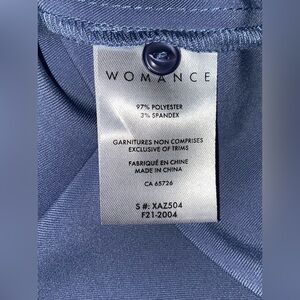 WOMANCE
97% POLYESTER
3% SPANDEX
GARNITURES NON COMPRISES
EXCLUSIVE OF TRIMS
FABRIQUÉ EN CHINE
MADE IN CHINA
CA 65726
S #: XAZ504
F21-2004